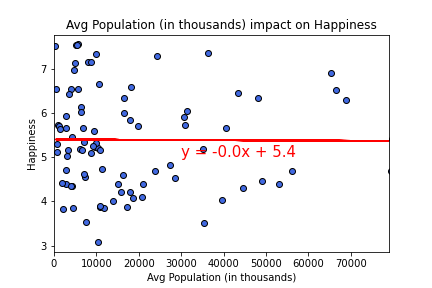 Avg Population (in thousands) impact on Happiness
7
6
5
4
3
Happiness
y = -0.0x + 5.4
0 10000 20000 30000 40000 50000 60000 70000
Avg Population (in thousands)